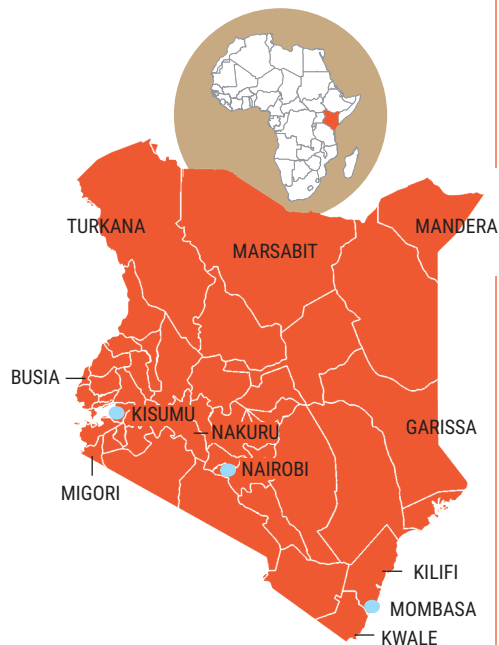 TURKANA
MANDERA
MARSABIT
BUSIA
KISUMU
GARISSA
NAKURU
NAIROBI
MIGORI
KILIFI
MOMBASA
KWALE